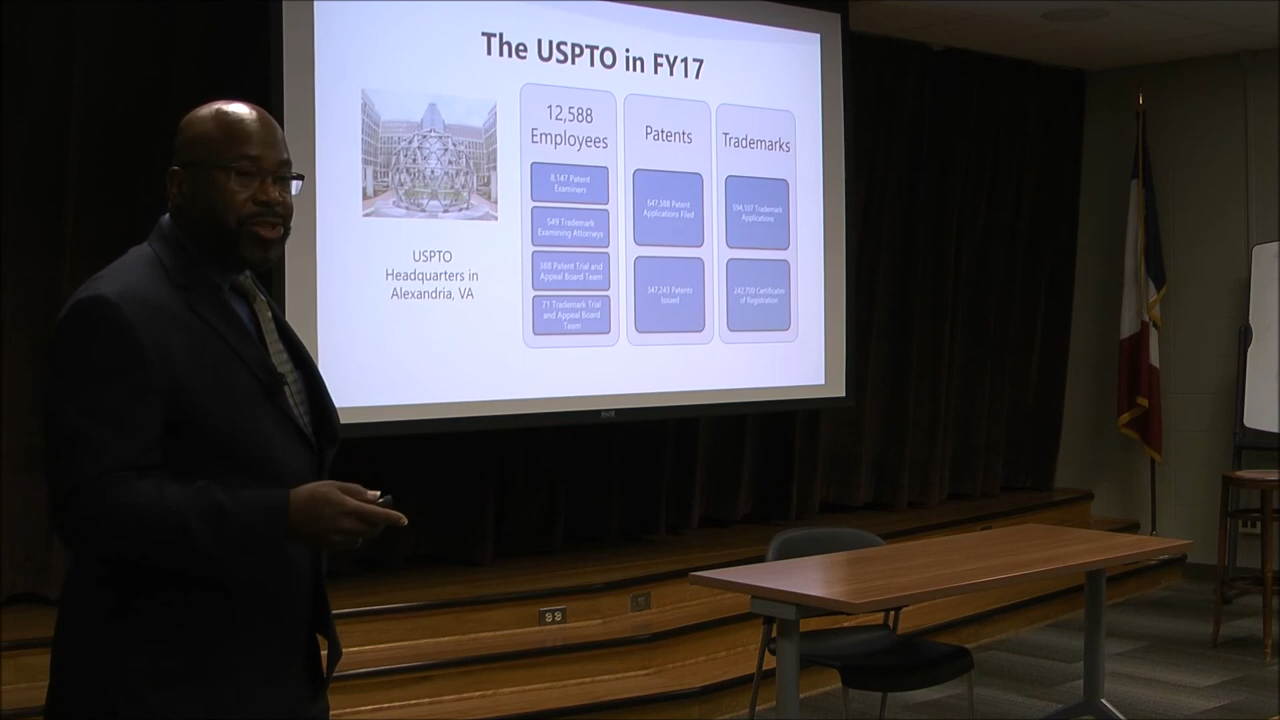 The USPTO in FY17
USPTO
Headquarters in
Alexandria, VA
12,588
Employees
8,147 Patent
Examiners
549 Trademark
Examining Attorneys
388 Patent Trial and
Appeal Board Team
71 Trademark Trial
and Appeal Board
Team
Patents
647,388 Patent
Applications Filed
347,243 Patents
Issued
Trademarks
594,107 Trademark
Applications
242,709 Certificates
of Registration